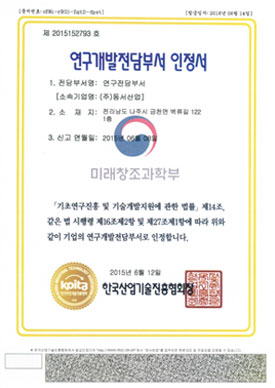 제 2015152793 호
연구개발전담부서 인정서
1. 전담부서명: 연구전담부서
[소속기업명: (주)동서산업]
2. 소 재 지: 전라남도 나주시 금천면 벽류길 122
1층
3. 신고 연월일: 2015년 06월 08일
미래창조과학부
「기초연구진흥 및 기술개발지원에 관한 법률」제14조,
같은 법 시행령 제16조제2항 및 제27조제1항에 따라 위와
같이 기업의 연구개발전담부서로 인정합니다.
2015년 6월 12일
koita
한국산업기술진흥협회장